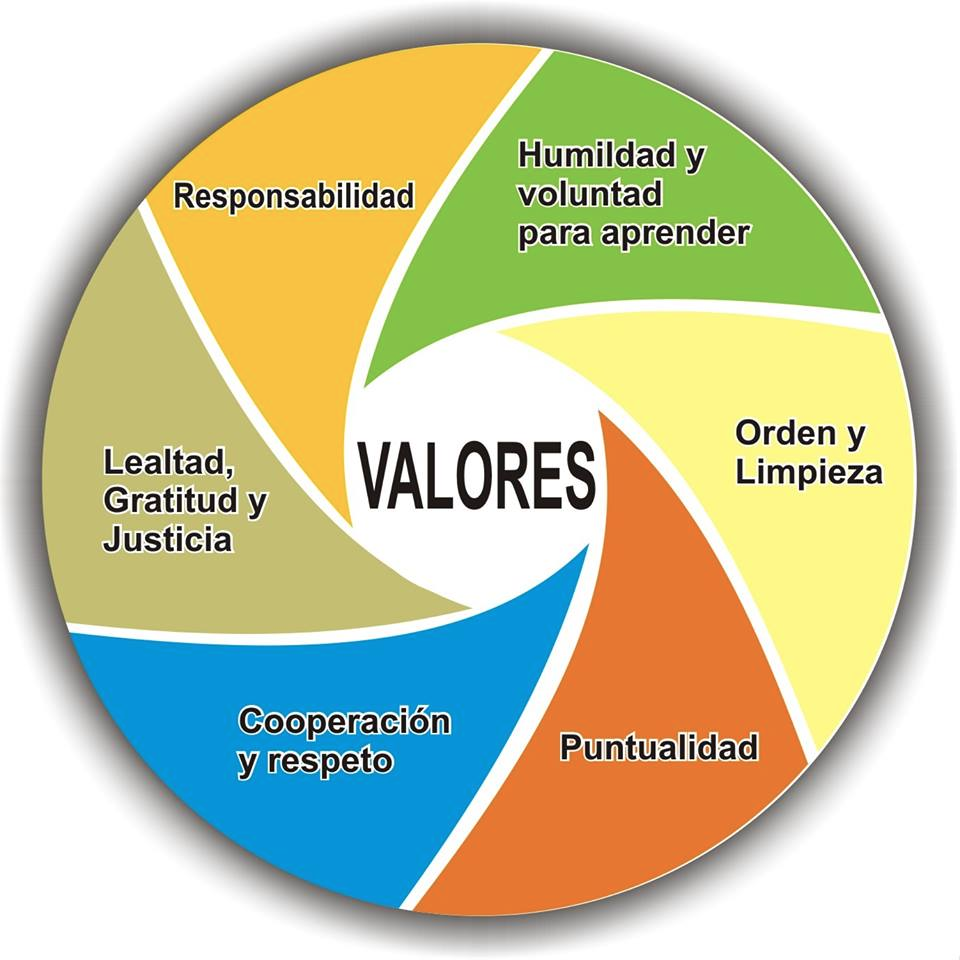 Responsabilidad
Humildad y
voluntad
para aprender
Orden y
Limpieza
Puntualidad
Cooperación
y respeto
Lealtad,
Gratitud y
Justicia
VALORES